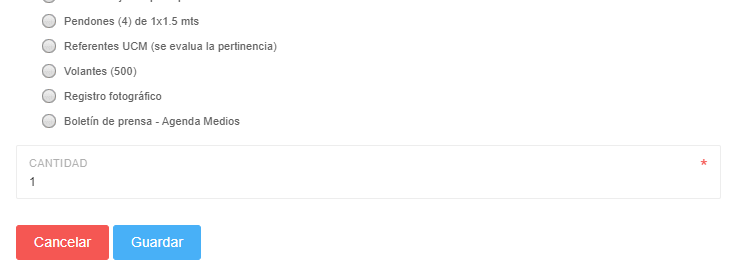 Pendones (4) de 1x1.5 mts
Referentes UCM (se evalua la pertinencia)
Volantes (500)
Registro fotográfico
Boletín de prensa - Agenda Medios
CANTIDAD *
1
Cancelar Guardar